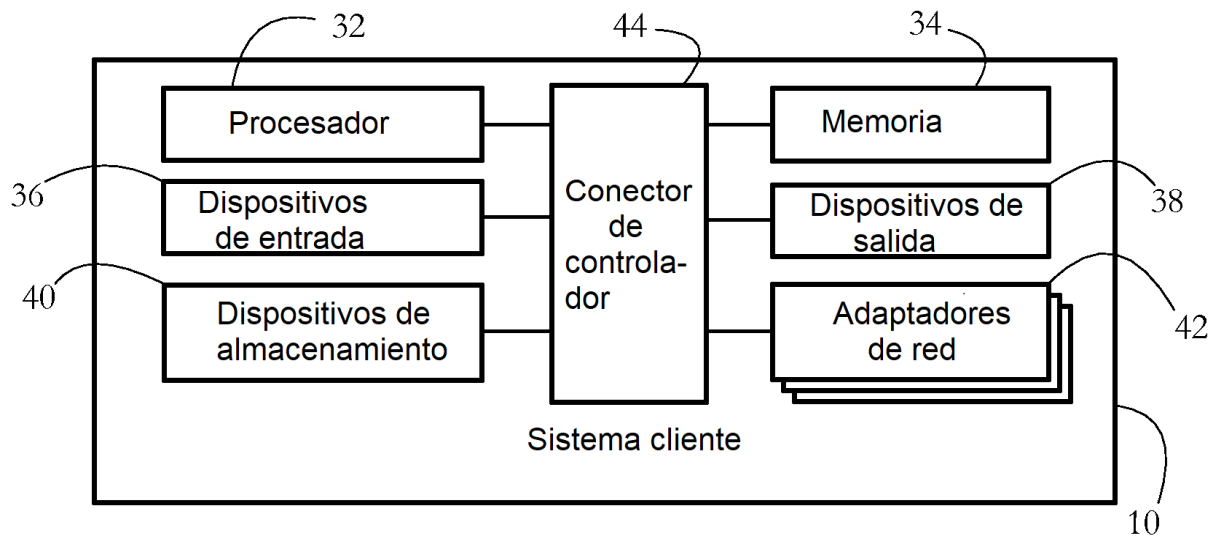 32
44
34
Procesador
Memoria
36
Dispositivos
de entrada
Conector
de
controla-
dor
Dispositivos de
salida
38
40
Dispositivos de
almacenamiento
Adaptadores
de red
42
Sistema cliente
10